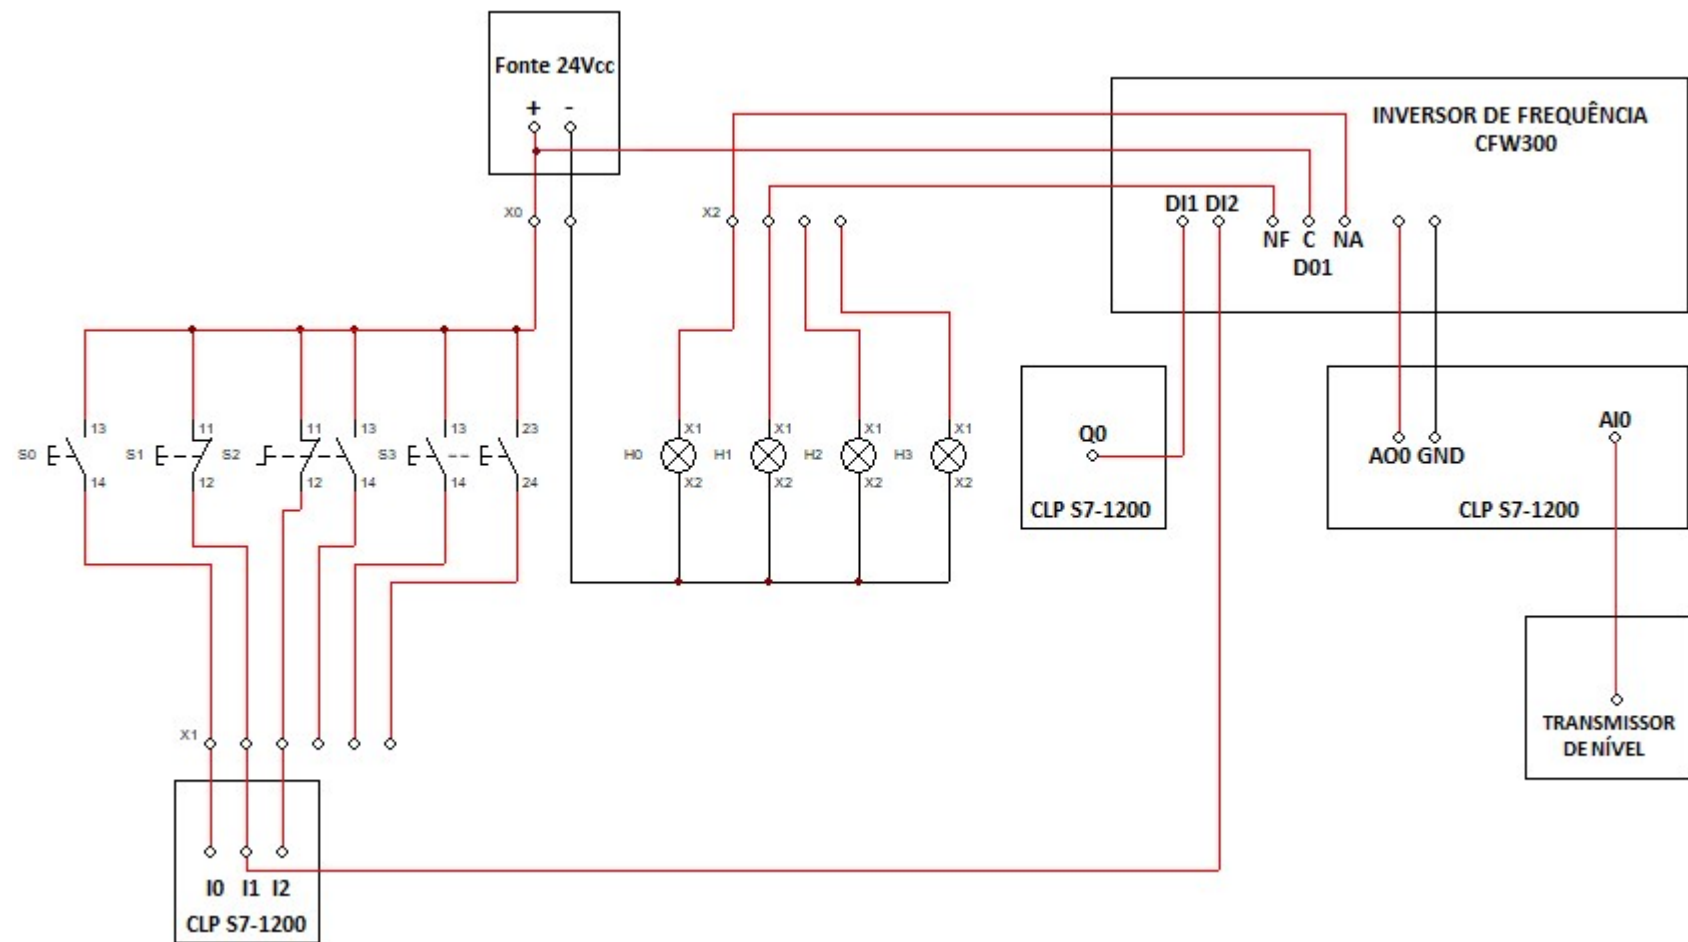 Fonte 24Vcc
+ -
INVERSOR DE FREQUÊNCIA
CFW300
X0
X2
DI1 DI2
NF C NA
D01
13
11
11
13
13
23
S0
S1
S2
S3
14
12
12
14
14
24
X1
X1
X1
X1
H0
H1
H2
H3
X2
X2
X2
X2
Q0
CLP S7-1200
AI0
AO0 GND
CLP S7-1200
TRANSMISSOR
DE NÍVEL
X1
I0 I1 I2
CLP S7-1200